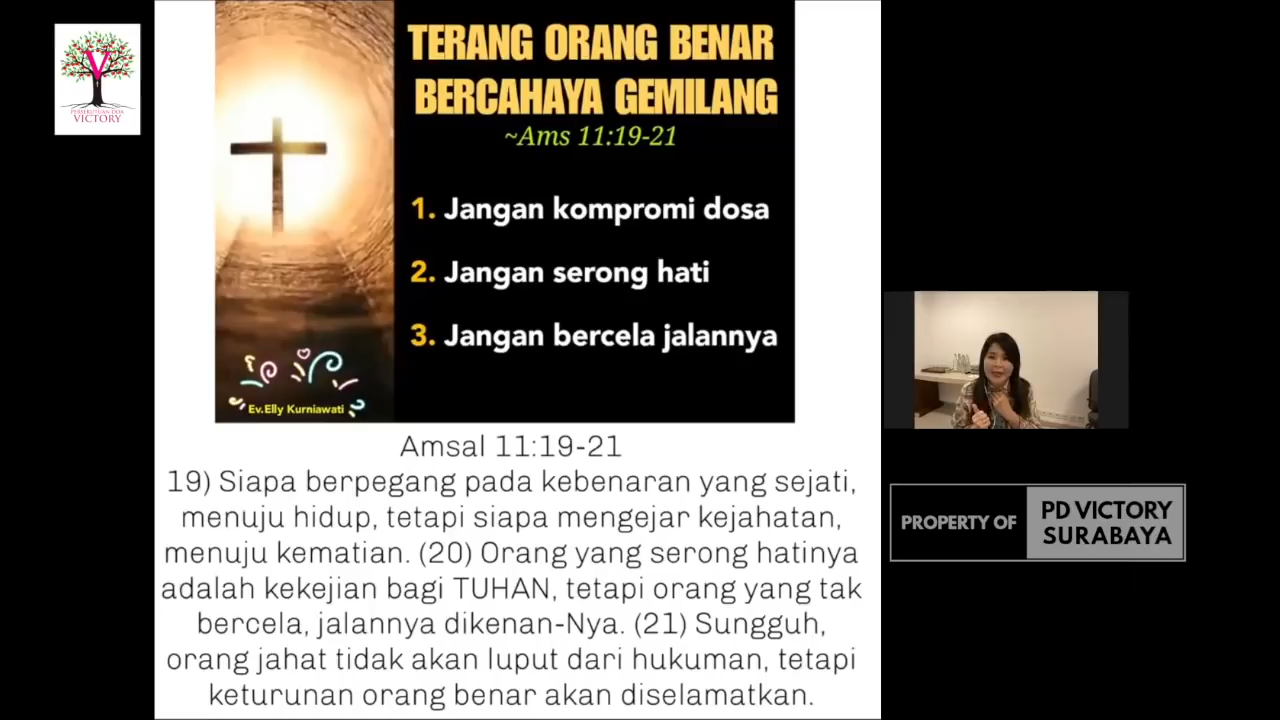 PERSEKUTUAN DOA
VICTORY
TERANG ORANG BENAR
BERCAHAYA GEMILANG
~Ams 11:19-21
1. Jangan kompromi dosa
2. Jangan serong hati
3. Jangan bercela jalannya
Ev.Elly Kurniawati
Amsal 11:19-21
19) Siapa berpegang pada kebenaran yang sejati,
menuju hidup, tetapi siapa mengejar kejahatan,
menuju kematian. (20) Orang yang serong hatinya
adalah kekejian bagi TUHAN, tetapi orang yang tak
bercela, jalannya dikenan-Nya. (21) Sungguh,
orang jahat tidak akan luput dari hukuman, tetapi
keturunan orang benar akan diselamatkan.
PROPERTY OF
PD VICTORY
SURABAYA